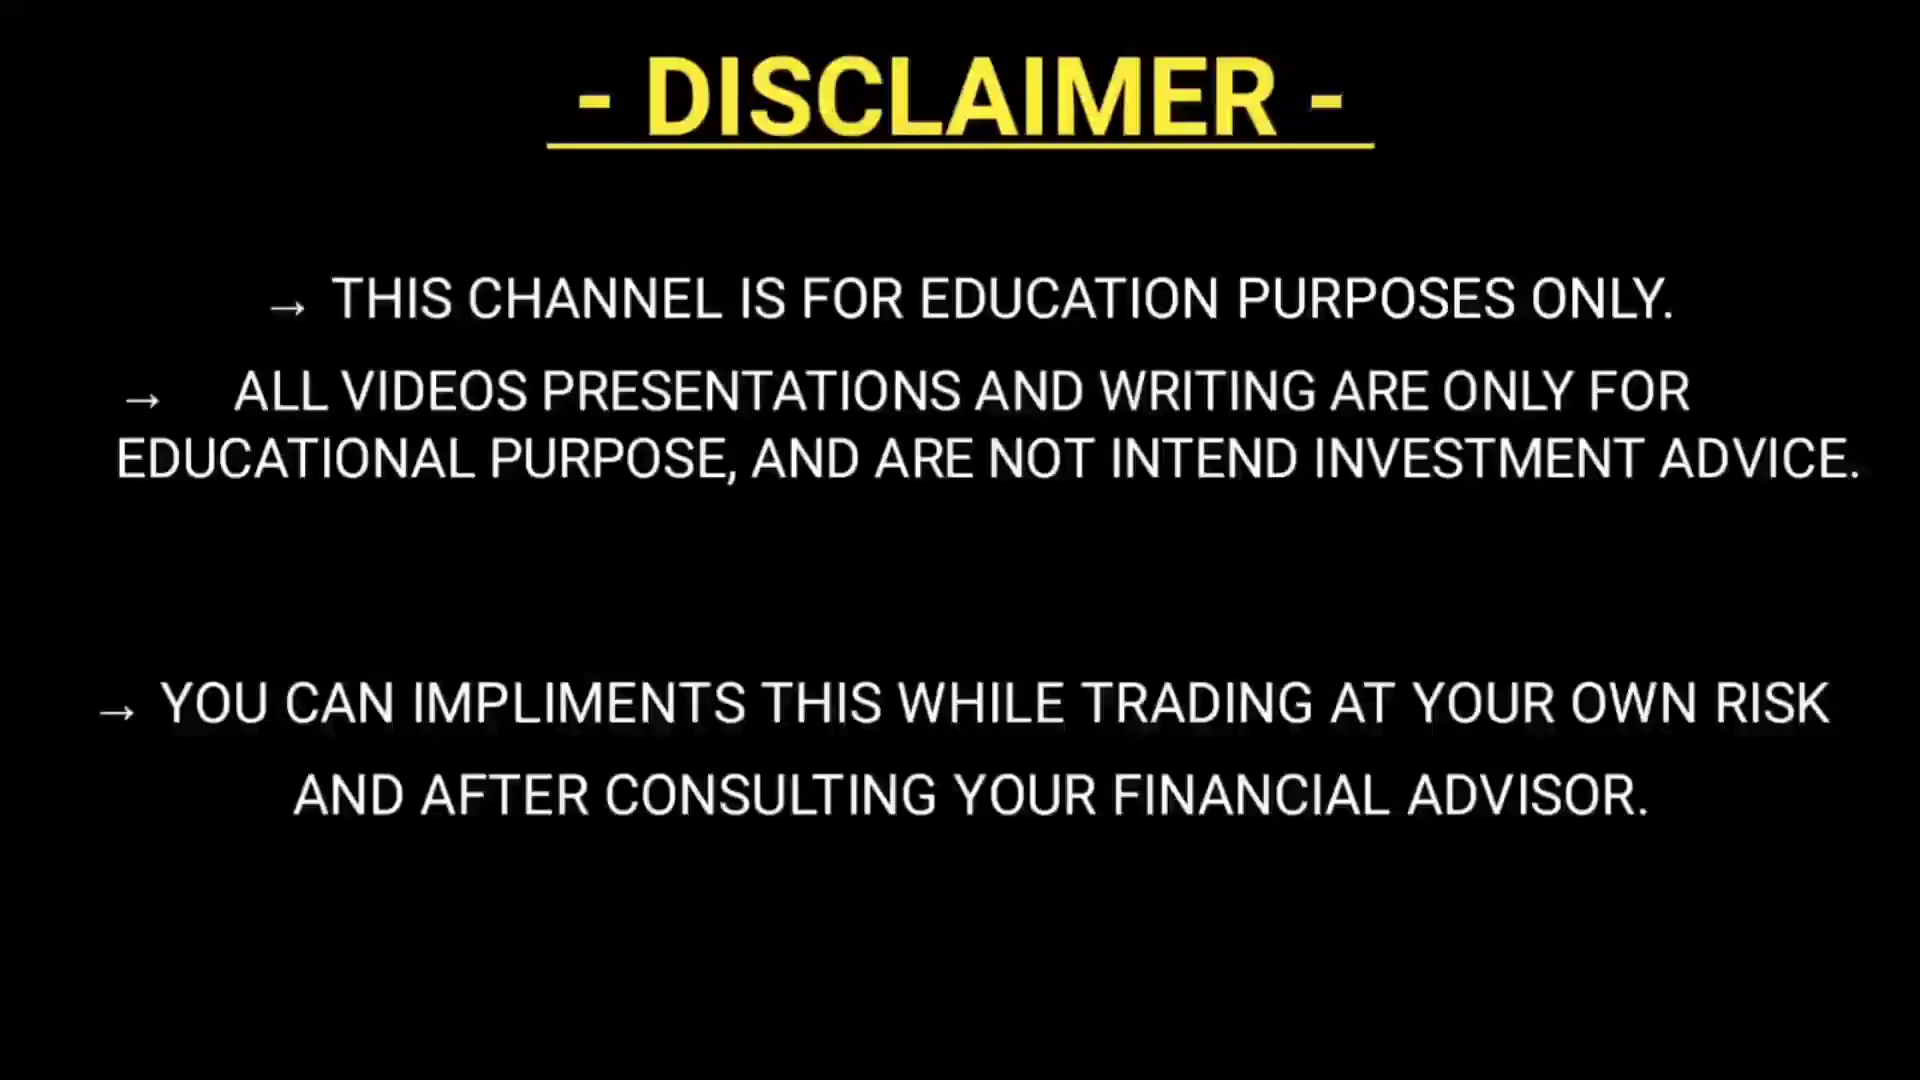 - DISCLAIMER -
→ THIS CHANNEL IS FOR EDUCATION PURPOSES ONLY.
→ ALL VIDEOS PRESENTATIONS AND WRITING ARE ONLY FOR
EDUCATIONAL PURPOSE, AND ARE NOT INTEND INVESTMENT ADVICE.
→ YOU CAN IMPLIMENTS THIS WHILE TRADING AT YOUR OWN RISK
AND AFTER CONSULTING YOUR FINANCIAL ADVISOR.